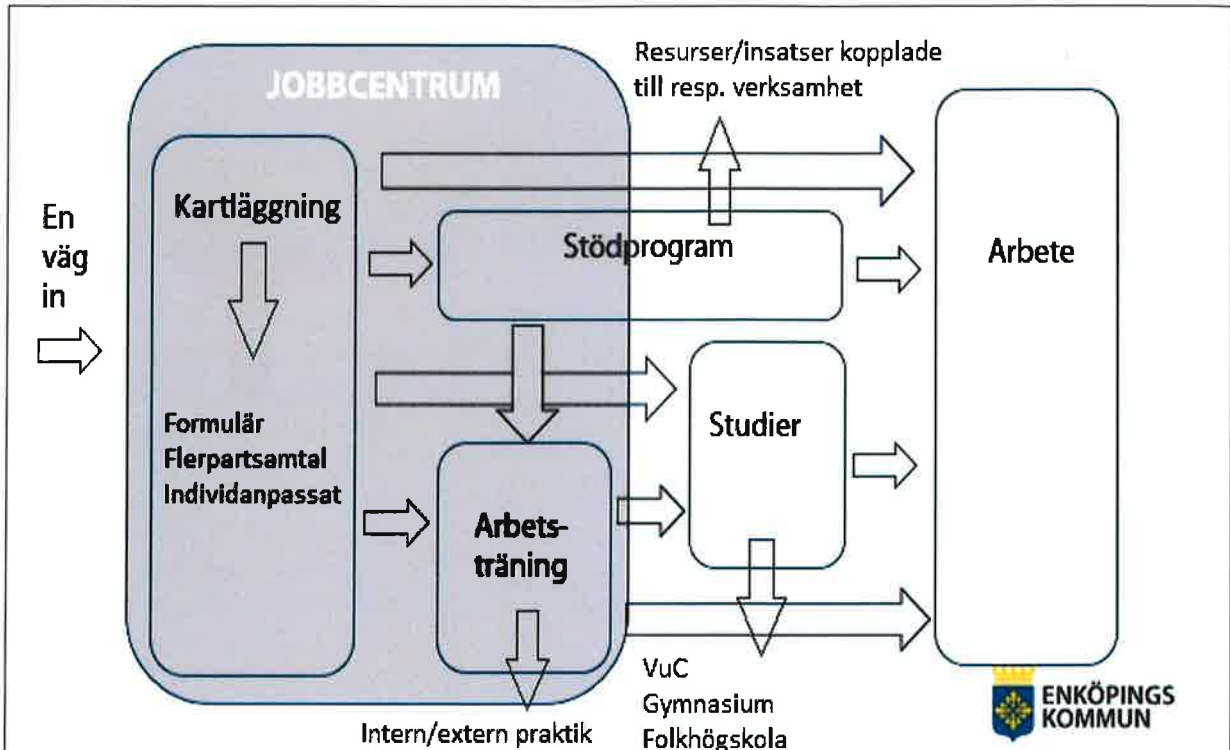 JOBBCENTRUM
Resurser/insatser kopplade
till resp. verksamhet
En
väg
in
Kartläggning
Formulär
Flerpartsamtal
Individanpassat
Stödprogram
Arbets-
träning
Intern/extern praktik
Studier
VuC
Gymnasium
Folkhögskola
Arbete
ENKÖPINGS
KOMMUN